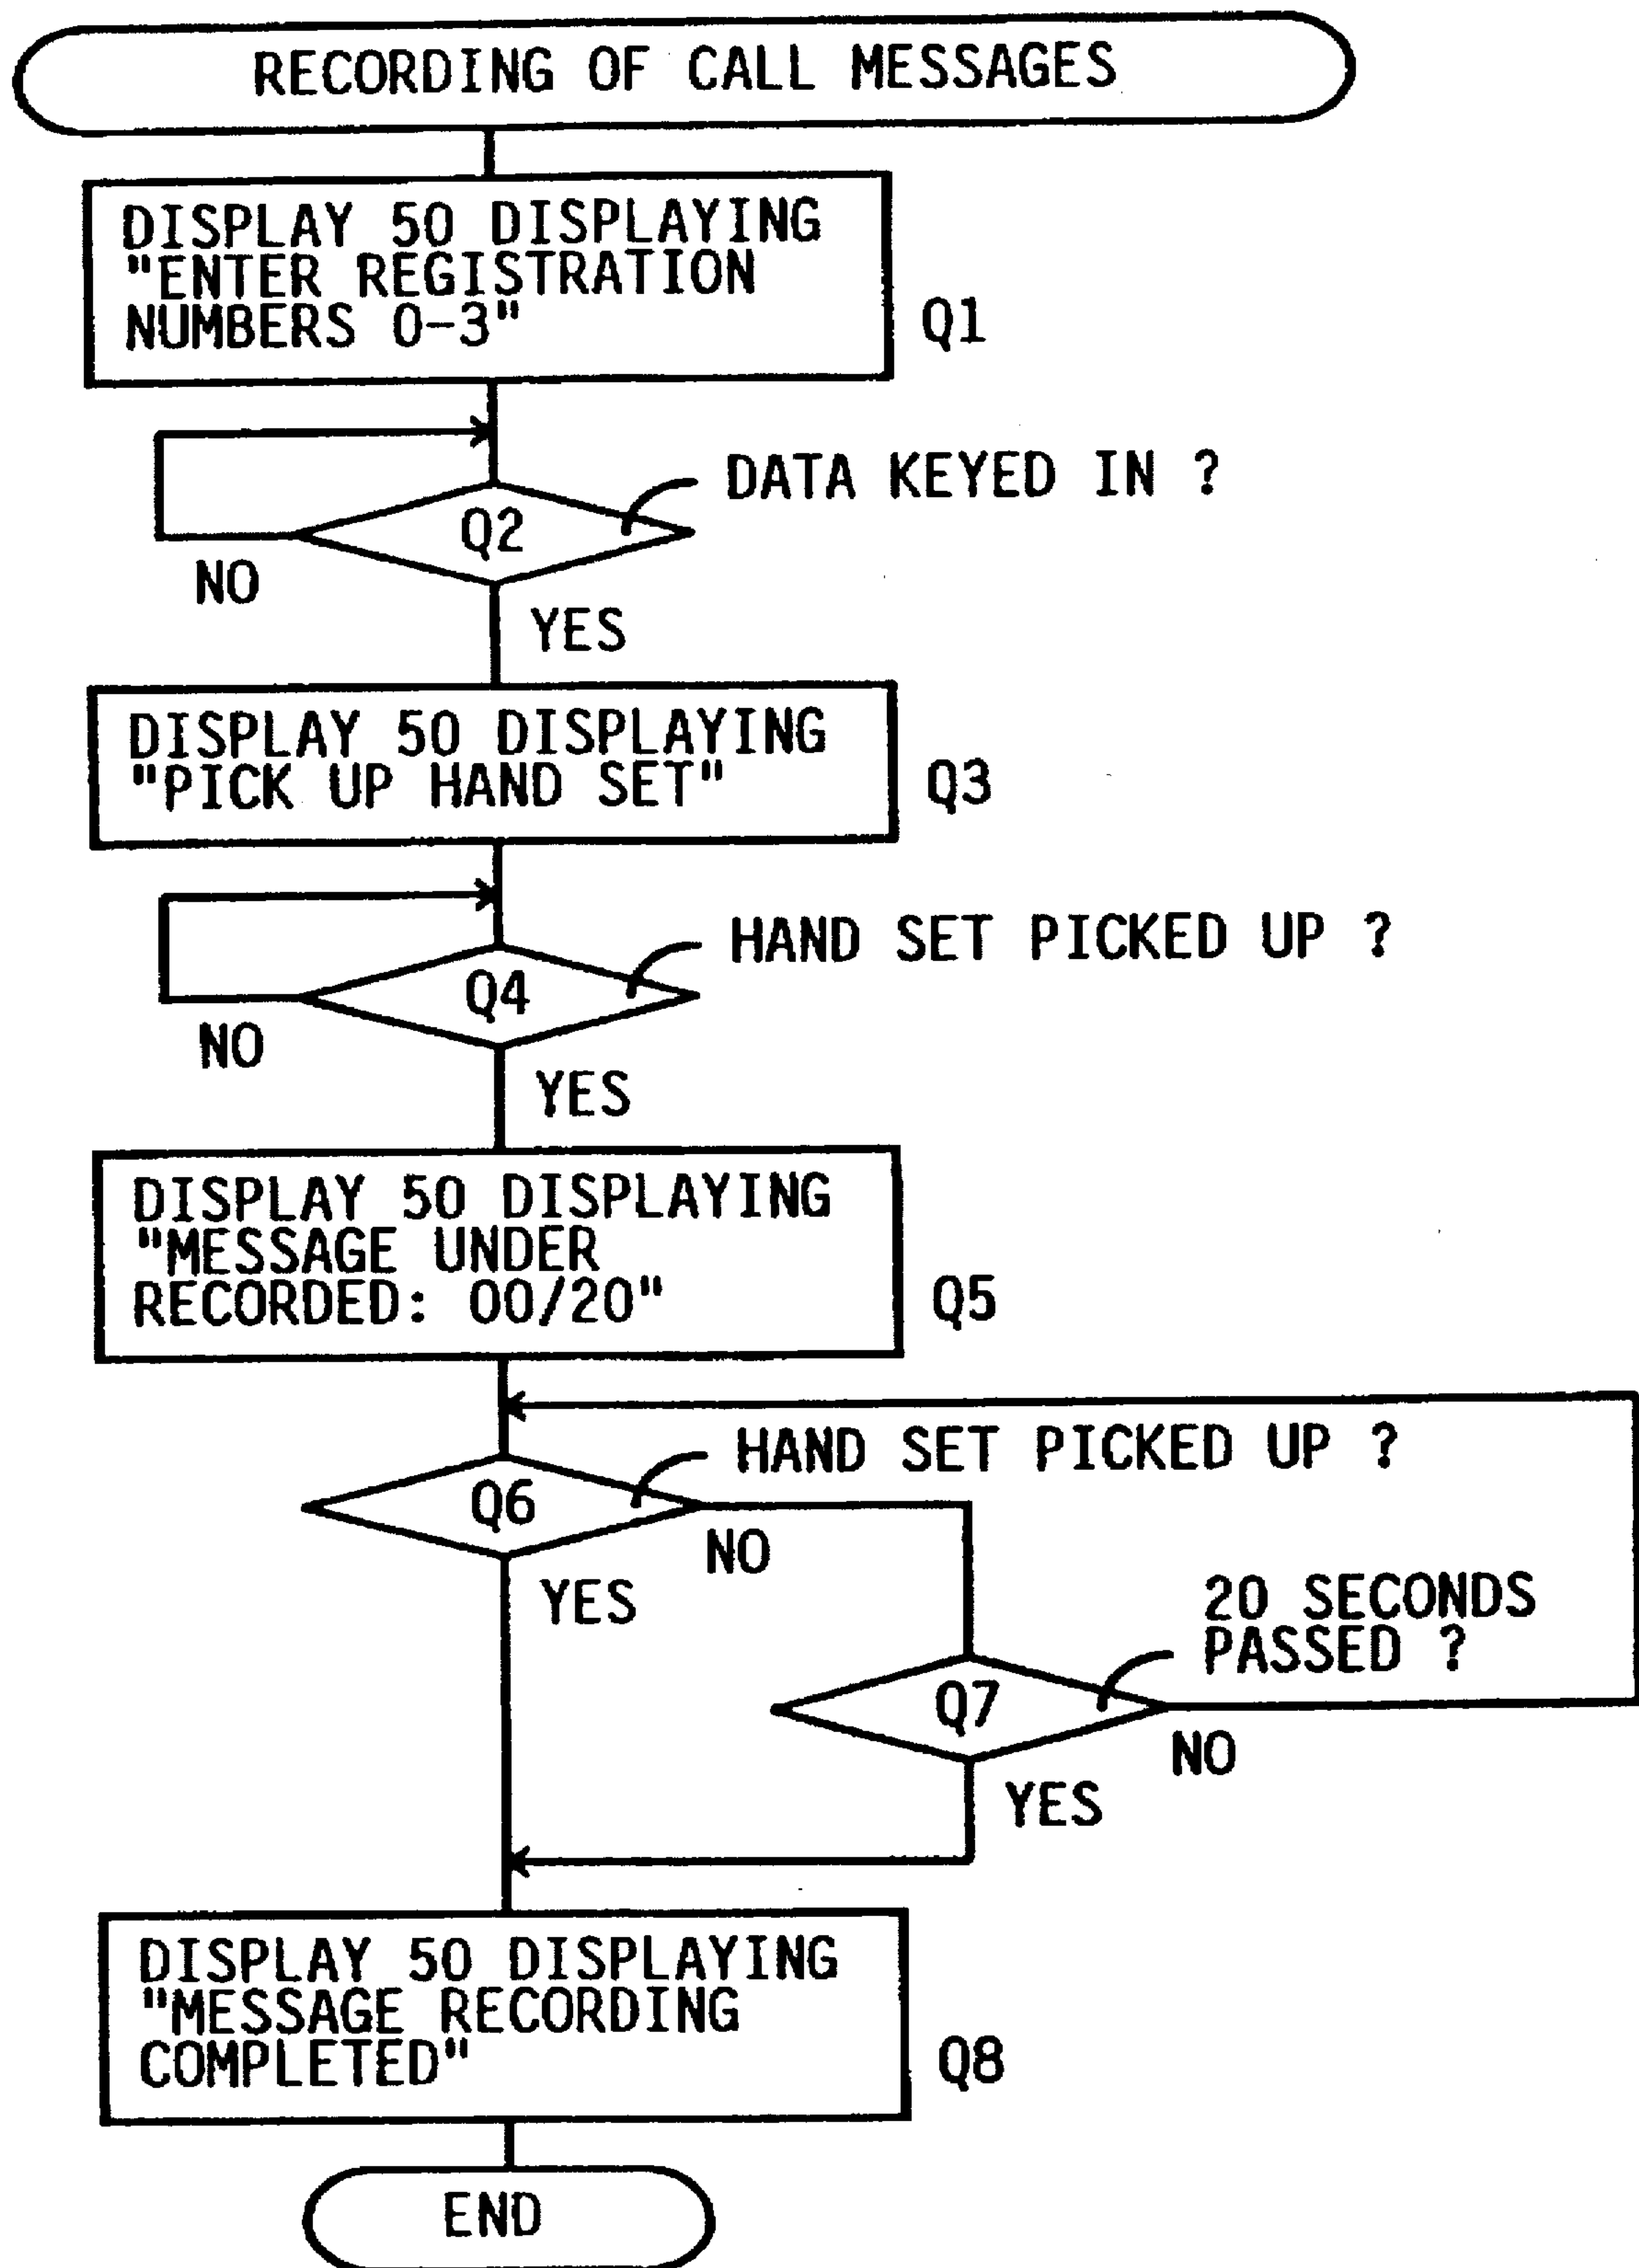 RECORDING OF CALL MESSAGES
DISPLAY 50 DISPLAYING
"ENTER REGISTRATION
NUMBERS 0-3"
Q1
DATA KEYED IN ?
Q2
NO
YES
DISPLAY 50 DISPLAYING
"PICK UP HAND SET"
Q3
HAND SET PICKED UP ?
Q4
NO
YES
DISPLAY 50 DISPLAYING
"MESSAGE UNDER
RECORDED: 00/20"
Q5
HAND SET PICKED UP ?
Q6
NO
YES
20 SECONDS
PASSED ?
Q7
NO
YES
DISPLAY 50 DISPLAYING
"MESSAGE RECORDING
COMPLETED"
Q8
END